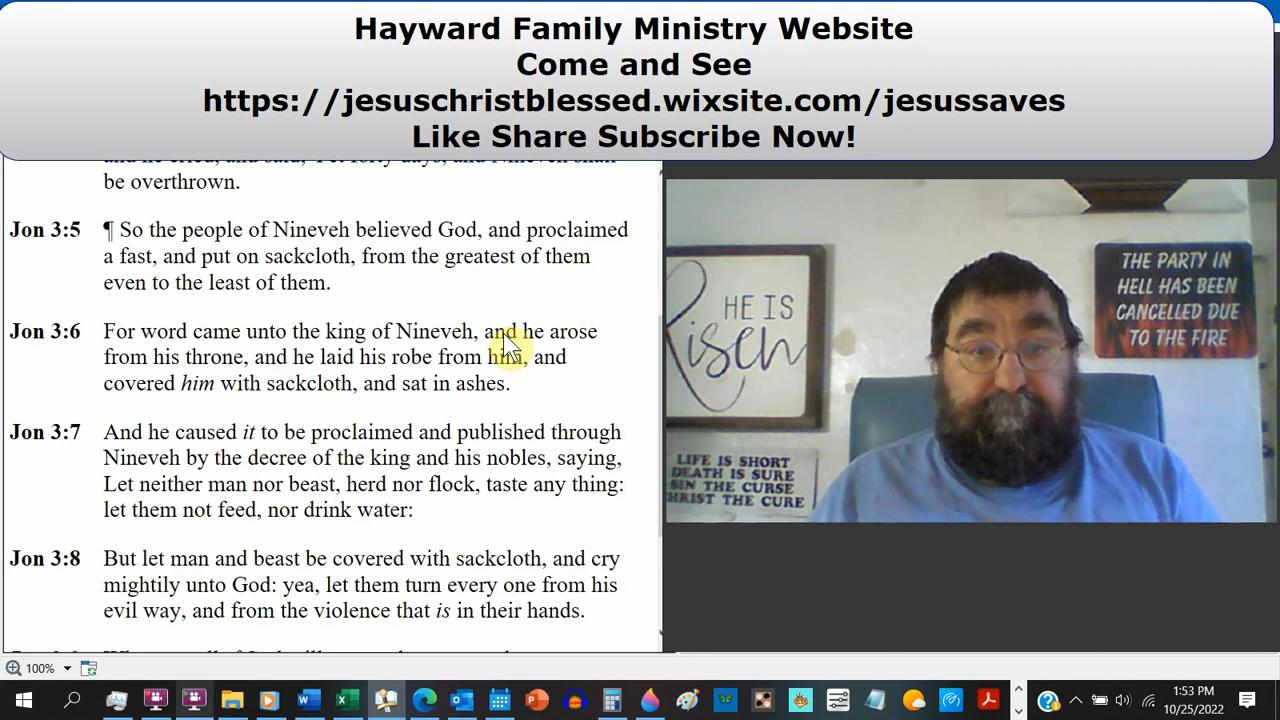 Hayward Family Ministry Website
Come and See
https://jesuschristblessed.wixsite.com/jesussaves
Like Share Subscribe Now!
be overthrown.
Jon 3:5 ¶ So the people of Nineveh believed God, and proclaimed
a fast, and put on sackcloth, from the greatest of them
even to the least of them.
Jon 3:6 For word came unto the king of Nineveh, and he arose
from his throne, and he laid his robe from him, and
covered him with sackcloth, and sat in ashes.
Jon 3:7 And he caused it to be proclaimed and published through
Nineveh by the decree of the king and his nobles, saying,
Let neither man nor beast, herd nor flock, taste any thing:
let them not feed, nor drink water:
Jon 3:8 But let man and beast be covered with sackcloth, and cry
mightily unto God: yea, let them turn every one from his
evil way, and from the violence that is in their hands.
HE IS
Risen
LIFE IS SHORT
DEATH IS SURE
SIN THE CURSE
CHRIST THE CURE
THE PARTY IN
HELL HAS BEEN
CANCELLED DUE
TO THE FIRE
100%
1:53 PM
10/25/2022